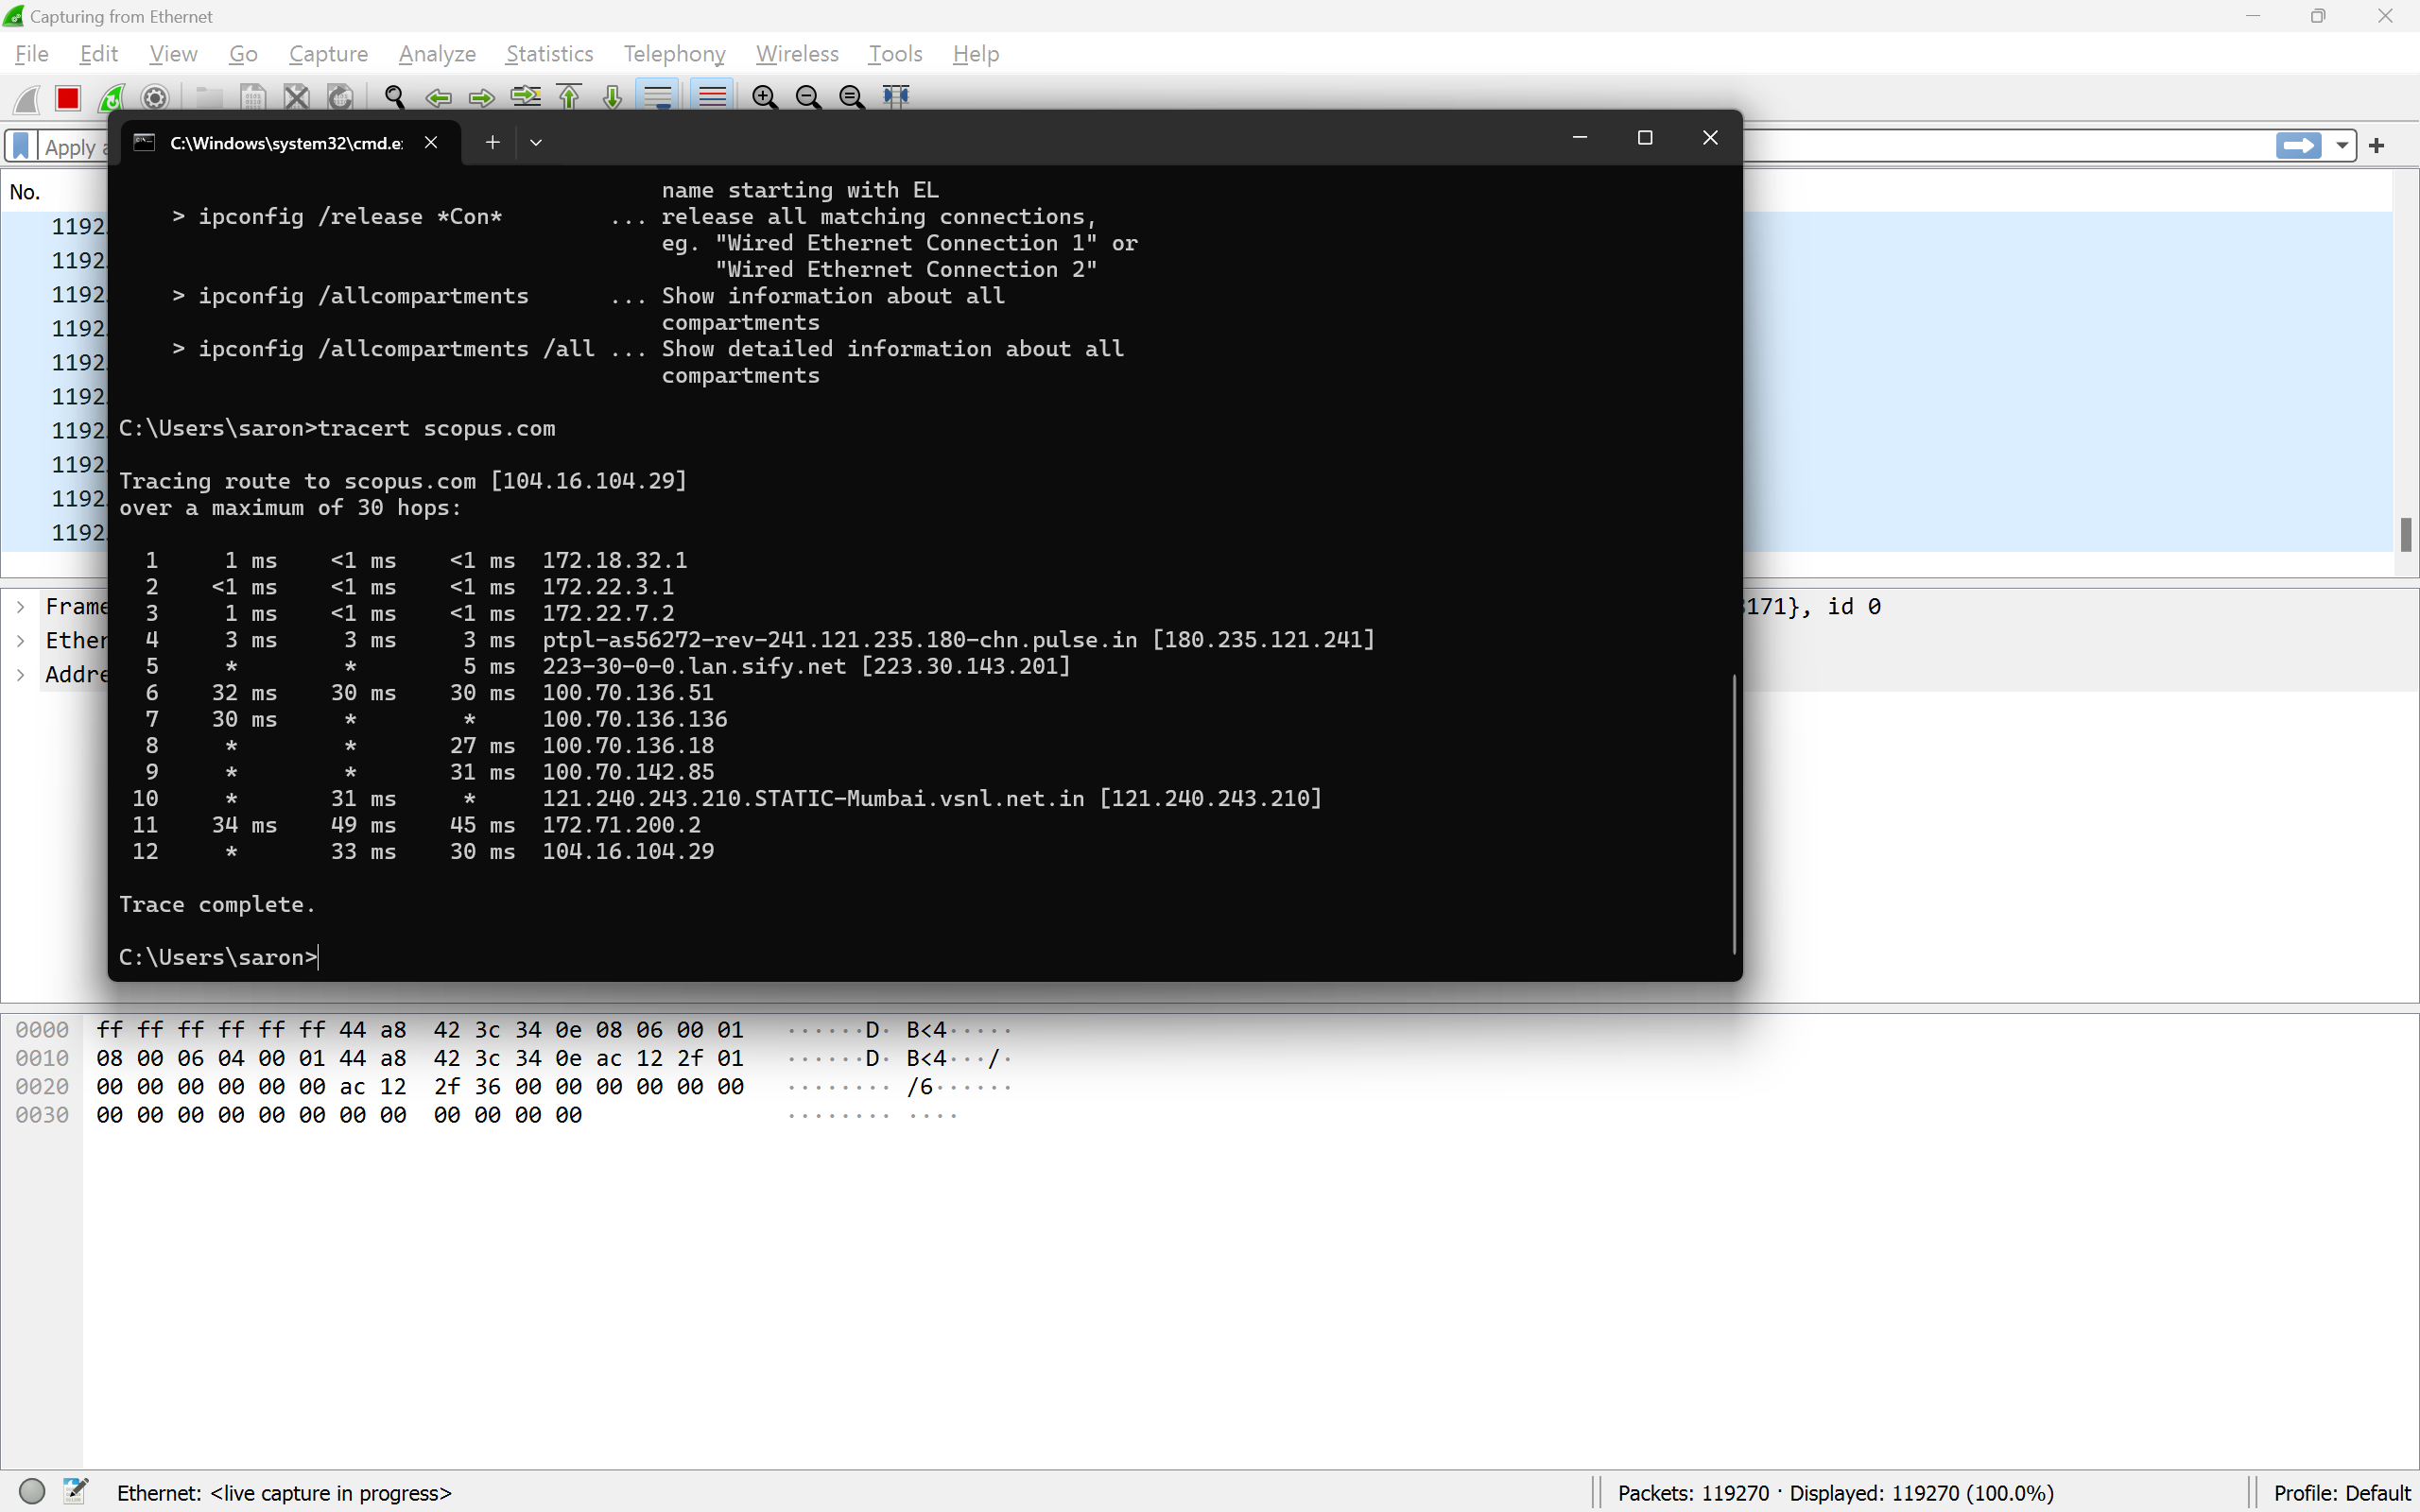 Capturing from Ethernet
File Edit View Go Capture Analyze Statistics Telephony Wireless Tools Help
C:\Windows\system32\cmd.e:
Apply
No.
name starting with EL
> ipconfig /release *Con* ... release all matching connections,
eg. "Wired Ethernet Connection 1" or
"Wired Ethernet Connection 2"
> ipconfig /allcompartments ... Show information about all
compartments
> ipconfig /allcompartments /all ... Show detailed information about all
compartments
C:\Users\saron>tracert scopus.com
Tracing route to scopus.com [104.16.104.29]
over a maximum of 30 hops:
1 1 ms <1 ms <1 ms 172.18.32.1
2 <1 ms <1 ms <1 ms 172.22.3.1
3 1 ms <1 ms <1 ms 172.22.7.2
4 3 ms 3 ms 3 ms ptpl-as56272-rev-241.121.235.180-chn.pulse.in [180.235.121.241]
5 * * 5 ms 223-30-0-0.lan.sify.net [223.30.143.201]
6 32 ms 30 ms 30 ms 100.70.136.51
7 30 ms * * 100.70.136.136
8 * * 27 ms 100.70.136.18
9 * * 31 ms 100.70.142.85
10 * 31 ms * 121.240.243.210.STATIC-Mumbai.vsnl.net.in [121.240.243.210]
11 34 ms 49 ms 45 ms 172.71.200.2
12 * 33 ms 30 ms 104.16.104.29
Trace complete.
C:\Users\saron>
1192
1192
1192
1192
1192
1192
1192
1192
1192
1192
Frame 171}, id 0
Ether
Addre
0000 ff ff ff ff ff ff 44 a8 42 3c 34 0e 08 06 00 01 ······D· B<4·····
0010 08 00 06 04 00 01 44 a8 42 3c 34 0e ac 12 2f 01 ······D· B<4···/·
0020 00 00 00 00 00 00 ac 12 2f 36 00 00 00 00 00 00 ········ /6······
0030 00 00 00 00 00 00 00 00 00 00 00 00 ········ ····
Ethernet: <live capture in progress> Packets: 119270 · Displayed: 119270 (100.0%) Profile: Default